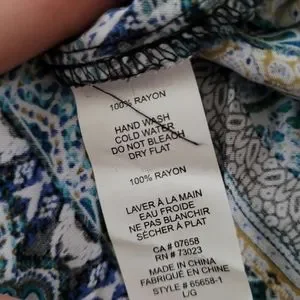 100% RAYON
HAND WASH
COLD WATER
DO NOT BLEACH
DRY FLAT
100% RAYON
LAVER À LA MAIN
EAU FROIDE
NE PAS BLANCHIR
SÉCHER À PLAT
CA # 07658
RN # 73023
MADE IN CHINA
FABRIQUÉ EN CHINE
STYLE # 65658-1
L/G